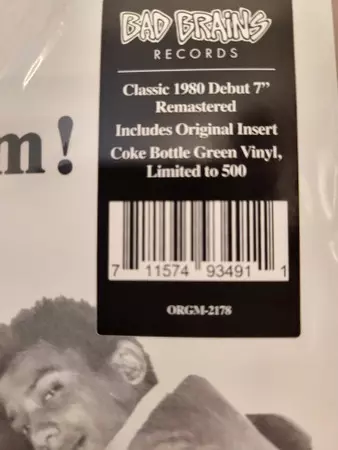 BAD BRAINS
RECORDS
Classic 1980 Debut 7”
Remastered
Includes Original Insert
Coke Bottle Green Vinyl,
Limited to 500
m!
7 11574 93491 1
ORGM-2178